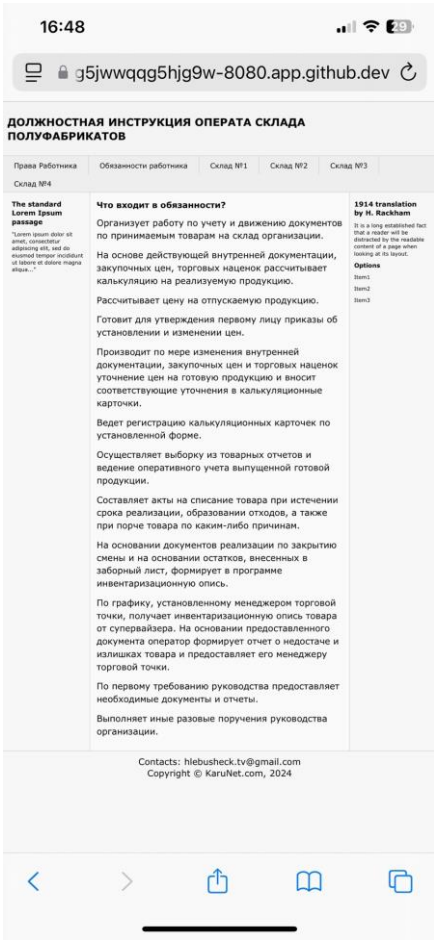 16:48
29
g5jwwqqg5hjg9w-8080.app.github.dev
ДОЛЖНОСТНАЯ ИНСТРУКЦИЯ ОПЕРАТА СКЛАДА
ПОЛУФАБРИКАТОВ
Права Работника Обязанности работника Склад №1 Склад №2 Склад №3
Склад №4
The standard
Lorem Ipsum
passage
"Lorem ipsum dolor sit
amet, consectetur
adipiscing elit, sed do
eiusmod tempor incididunt
ut labore et dolore magna
aliqua..."
Что входит в обязанности?
Организует работу по учету и движению документов
по принимаемым товарам на склад организации.
На основе действующей внутренней документации,
закупочных цен, торговых наценок рассчитывает
калькуляцию на реализуемую продукцию.
Рассчитывает цену на отпускаемую продукцию.
Готовит для утверждения первому лицу приказы об
установлении и изменении цен.
Производит по мере изменения внутренней
документации, закупочных цен и торговых наценок
уточнение цен на готовую продукцию и вносит
соответствующие уточнения в калькуляционные
карточки.
Ведет регистрацию калькуляционных карточек по
установленной форме.
Осуществляет выборку из товарных отчетов и
ведение оперативного учета выпущенной готовой
продукции.
Составляет акты на списание товара при истечении
срока реализации, образовании отходов, а также
при порче товара по каким-либо причинам.
На основании документов реализации по закрытию
смены и на основании остатков, внесенных в
заборный лист, формирует в программе
инвентаризационную опись.
По графику, установленному менеджером торговой
точки, получает инвентаризационную опись товара
от супервайзера. На основании предоставленного
документа оператор формирует отчет о недостаче и
излишках товара и предоставляет его менеджеру
торговой точки.
По первому требованию руководства предоставляет
необходимые документы и отчеты.
Выполняет иные разовые поручения руководства
организации.
1914 translation
by H. Rackham
It is a long established fact
that a reader will be
distracted by the readable
content of a page when
looking at its layout.
Options
Item1
Item2
Item3
Contacts: hlebusheck.tv@gmail.com
Copyright © KaruNet.com, 2024